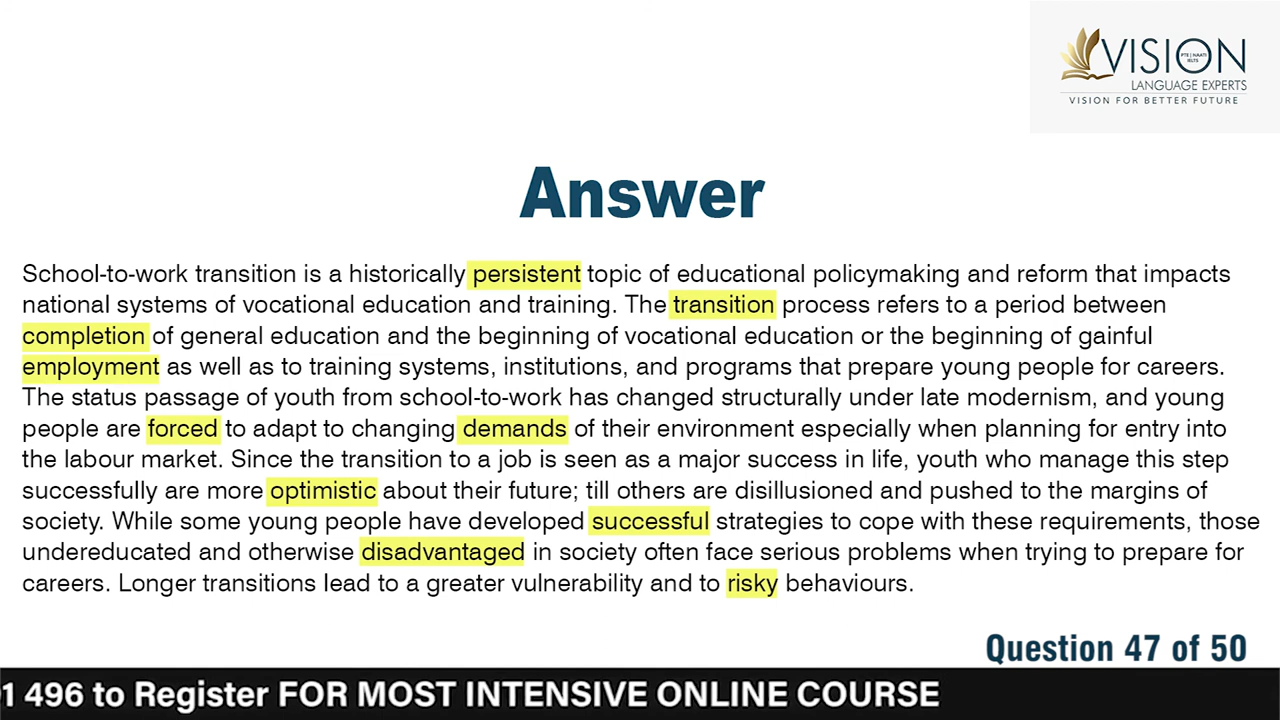 VISION
PTE | NAATI
IELTS
LANGUAGE EXPERTS
VISION FOR BETTER FUTURE
Answer
School-to-work transition is a historically persistent topic of educational policymaking and reform that impacts
national systems of vocational education and training. The transition process refers to a period between
completion of general education and the beginning of vocational education or the beginning of gainful
employment as well as to training systems, institutions, and programs that prepare young people for careers.
The status passage of youth from school-to-work has changed structurally under late modernism, and young
people are forced to adapt to changing demands of their environment especially when planning for entry into
the labour market. Since the transition to a job is seen as a major success in life, youth who manage this step
successfully are more optimistic about their future; till others are disillusioned and pushed to the margins of
society. While some young people have developed successful strategies to cope with these requirements, those
undereducated and otherwise disadvantaged in society often face serious problems when trying to prepare for
careers. Longer transitions lead to a greater vulnerability and to risky behaviours.
Question 47 of 50
1 496 to Register FOR MOST INTENSIVE ONLINE COURSE